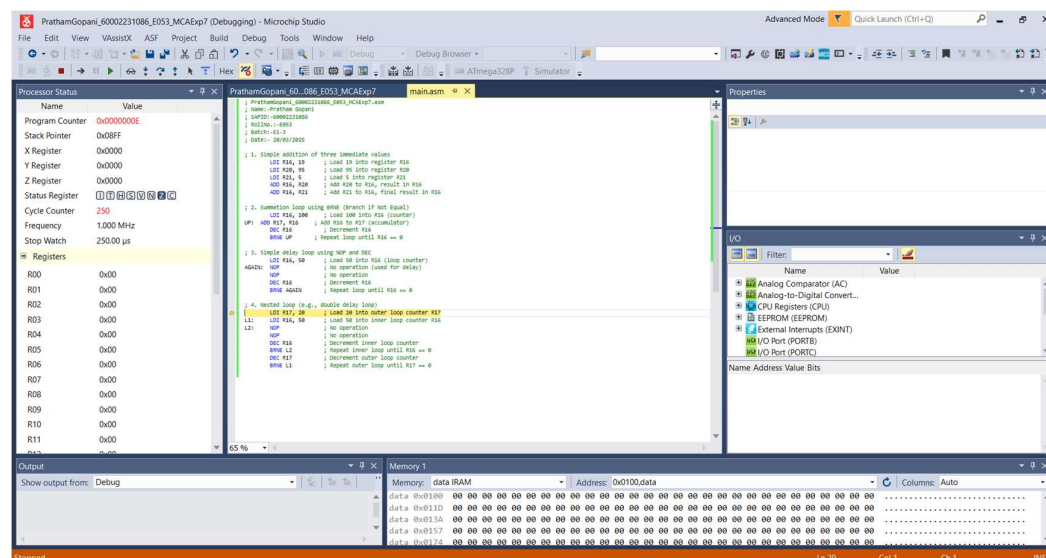 PrathamGopani_60002231086_E053_MCAExp7 (Debugging) - Microchip Studio
Advanced Mode
Quick Launch (Ctrl+Q)
File Edit View VAssistX ASF Project Build Debug Tools Window Help
Debug
Debug Browser
Hex
ATmega328P
Simulator
Processor Status
Name Value
Program Counter 0x0000000E
Stack Pointer 0x08FF
X Register 0x0000
Y Register 0x0000
Z Register 0x0000
Status Register I T H S V N Z C
Cycle Counter 250
Frequency 1.000 MHz
Stop Watch 250.00 µs
Registers
R00 0x00
R01 0x00
R02 0x00
R03 0x00
R04 0x00
R05 0x00
R06 0x00
R07 0x00
R08 0x00
R09 0x00
R10 0x00
R11 0x00
PrathamGopani_60...086_E053_MCAExp7
main.asm
; PrathamGopani_60002231086_E053_MCAExp7.asm
; Name:-Pratham Gopani
; SAPID:-60002231086
; RollNo.:-E053
; Batch:-E1-3
; Date:- 20/03/2025
; 1. Simple addition of three immediate values
LDI R16, 19 ; Load 19 into register R16
LDI R20, 95 ; Load 95 into register R20
LDI R21, 5 ; Load 5 into register R21
ADD R16, R20 ; Add R20 to R16, result in R16
ADD R16, R21 ; Add R21 to R16, final result in R16
; 2. Summation loop using BRNE (Branch if Not Equal)
LDI R16, 100 ; Load 100 into R16 (counter)
UP: ADD R17, R16 ; Add R16 to R17 (accumulator)
DEC R16 ; Decrement R16
BRNE UP ; Repeat loop until R16 == 0
; 3. Simple delay loop using NOP and DEC
LDI R16, 50 ; Load 50 into R16 (loop counter)
AGAIN: NOP ; No operation (used for delay)
NOP ; No operation
DEC R16 ; Decrement R16
BRNE AGAIN ; Repeat loop until R16 == 0
; 4. Nested loop (e.g., double delay loop)
LDI R17, 20 ; Load 20 into outer loop counter R17
L1: LDI R16, 50 ; Load 50 into inner loop counter R16
L2: NOP ; No operation
NOP ; No operation
DEC R16 ; Decrement inner loop counter
BRNE L2 ; Repeat inner loop until R16 == 0
DEC R17 ; Decrement outer loop counter
BRNE L1 ; Repeat outer loop until R17 == 0
65 %
Properties
I/O
Filter:
Name Value
Analog Comparator (AC)
Analog-to-Digital Convert...
CPU Registers (CPU)
EEPROM (EEPROM)
External Interrupts (EXINT)
I/O Port (PORTB)
I/O Port (PORTC)
Name Address Value Bits
Output
Show output from: Debug
Memory 1
Memory: data IRAM Address: 0x0100,data Columns: Auto
data 0x0100 00 00 00 00 00 00 00 00 00 00 00 00 00 00 00 00 00 00 00 00 00 00 00 00 00 00 00 00 00 .............................
data 0x011D 00 00 00 00 00 00 00 00 00 00 00 00 00 00 00 00 00 00 00 00 00 00 00 00 00 00 00 00 00 .............................
data 0x013A 00 00 00 00 00 00 00 00 00 00 00 00 00 00 00 00 00 00 00 00 00 00 00 00 00 00 00 00 00 .............................
data 0x0157 00 00 00 00 00 00 00 00 00 00 00 00 00 00 00 00 00 00 00 00 00 00 00 00 00 00 00 00 00 .............................
data 0x0174 00 00 00 00 00 00 00 00 00 00 00 00 00 00 00 00 00 00 00 00 00 00 00 00 00 00 00 00 00 .............................
Stopped
Ln 29 Col 1 Ch 1 INS